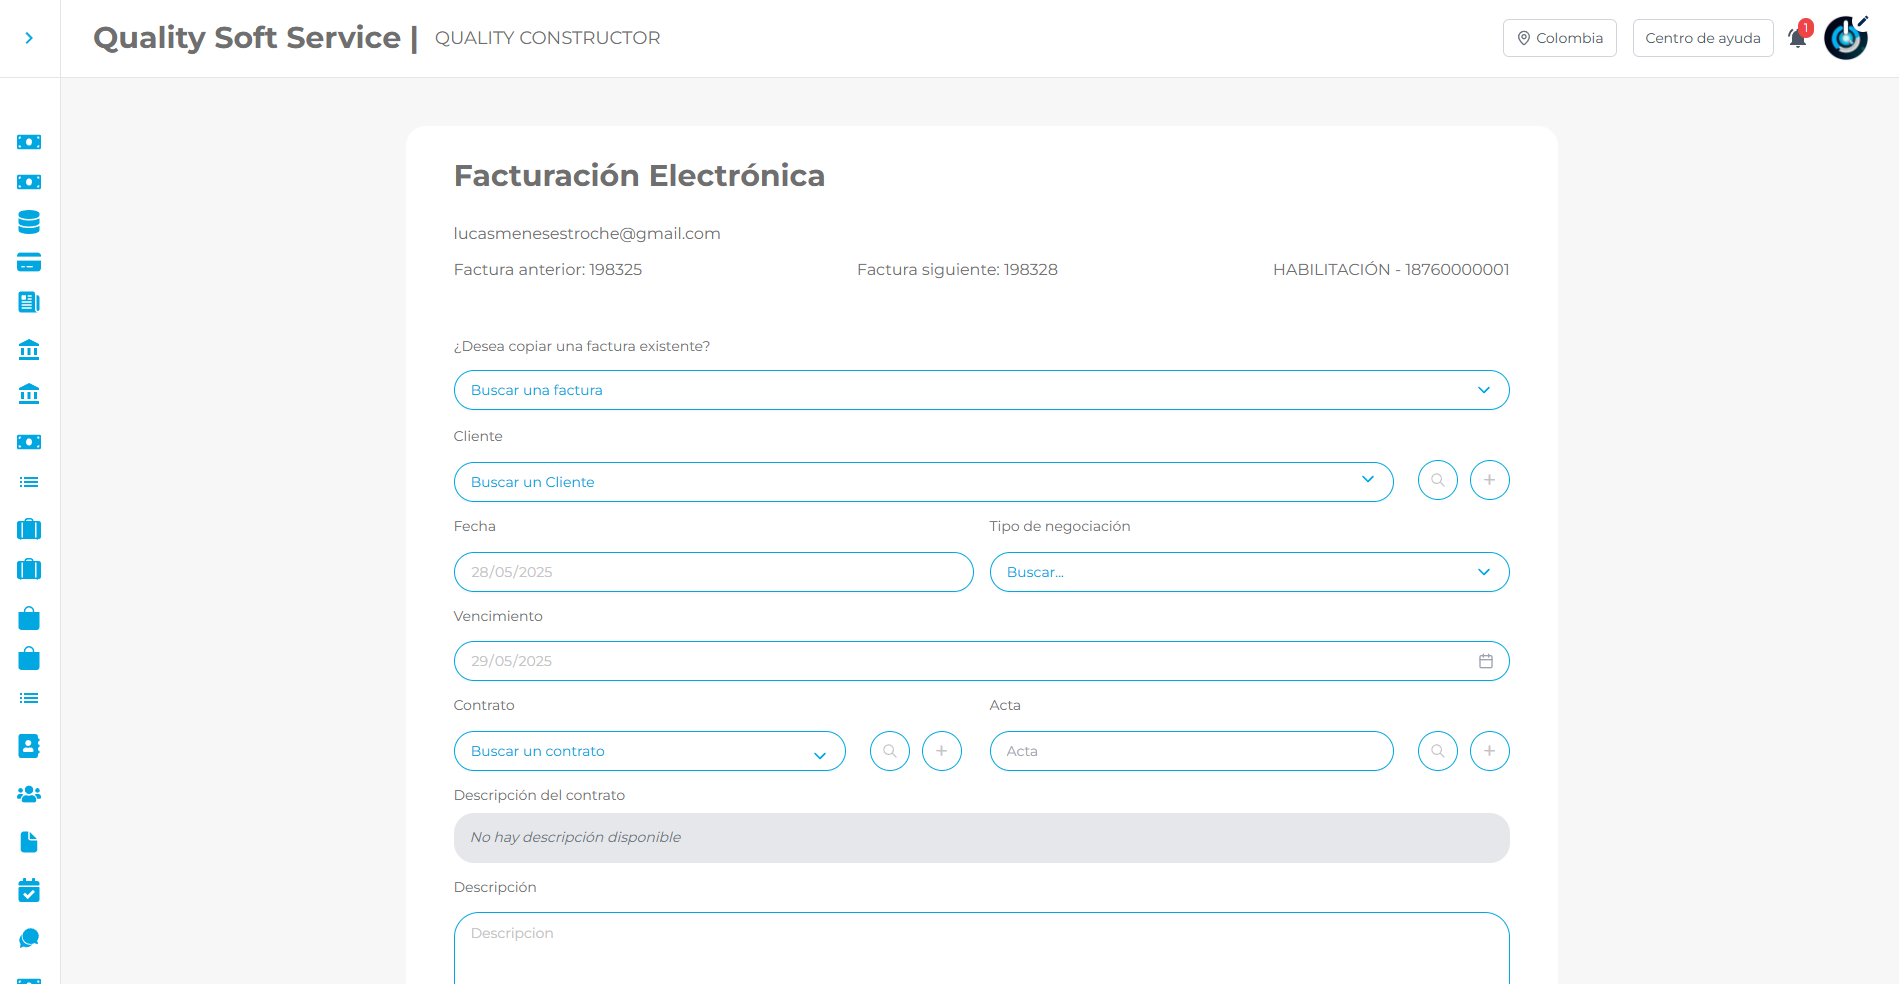 Quality Soft Service | QUALITY CONSTRUCTOR
Colombia
Centro de ayuda
1
Facturación Electrónica
lucasmenesestroche@gmail.com
Factura anterior: 198325
Factura siguiente: 198328
HABILITACIÓN - 18760000001
¿Desea copiar una factura existente?
Buscar una factura
Cliente
Buscar un Cliente
Fecha
Tipo de negociación
28/05/2025
Buscar...
Vencimiento
29/05/2025
Contrato
Acta
Buscar un contrato
Acta
Descripción del contrato
No hay descripción disponible
Descripción
Descripcion